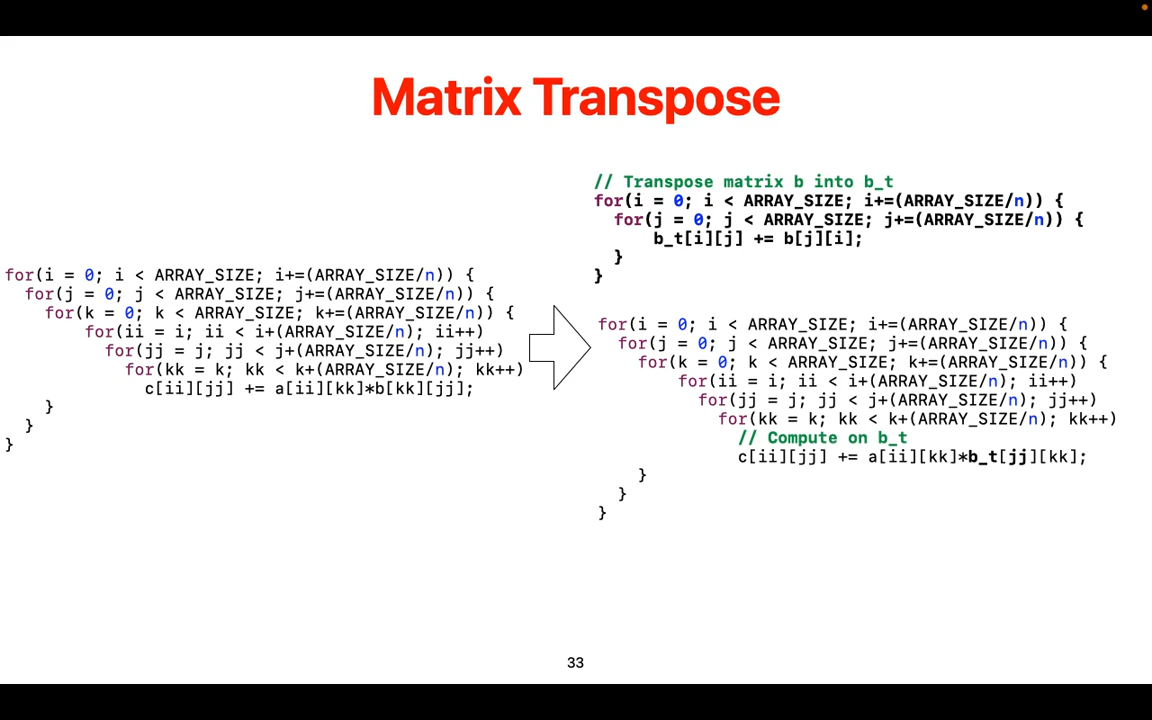 Matrix Transpose
for(i = 0; i < ARRAY_SIZE; i+=(ARRAY_SIZE/n)) {
for(j = 0; j < ARRAY_SIZE; j+=(ARRAY_SIZE/n)) {
for(k = 0; k < ARRAY_SIZE; k+=(ARRAY_SIZE/n)) {
for(ii = i; ii < i+(ARRAY_SIZE/n); ii++)
for(jj = j; jj < j+(ARRAY_SIZE/n); jj++)
for(kk = k; kk < k+(ARRAY_SIZE/n); kk++)
c[ii][jj] += a[ii][kk]*b[kk][jj];
}
}
}
// Transpose matrix b into b_t
for(i = 0; i < ARRAY_SIZE; i+=(ARRAY_SIZE/n)) {
for(j = 0; j < ARRAY_SIZE; j+=(ARRAY_SIZE/n)) {
b_t[i][j] += b[j][i];
}
}
for(i = 0; i < ARRAY_SIZE; i+=(ARRAY_SIZE/n)) {
for(j = 0; j < ARRAY_SIZE; j+=(ARRAY_SIZE/n)) {
for(k = 0; k < ARRAY_SIZE; k+=(ARRAY_SIZE/n)) {
for(ii = i; ii < i+(ARRAY_SIZE/n); ii++)
for(jj = j; jj < j+(ARRAY_SIZE/n); jj++)
for(kk = k; kk < k+(ARRAY_SIZE/n); kk++)
// Compute on b_t
c[ii][jj] += a[ii][kk]*b_t[jj][kk];
}
}
}
33